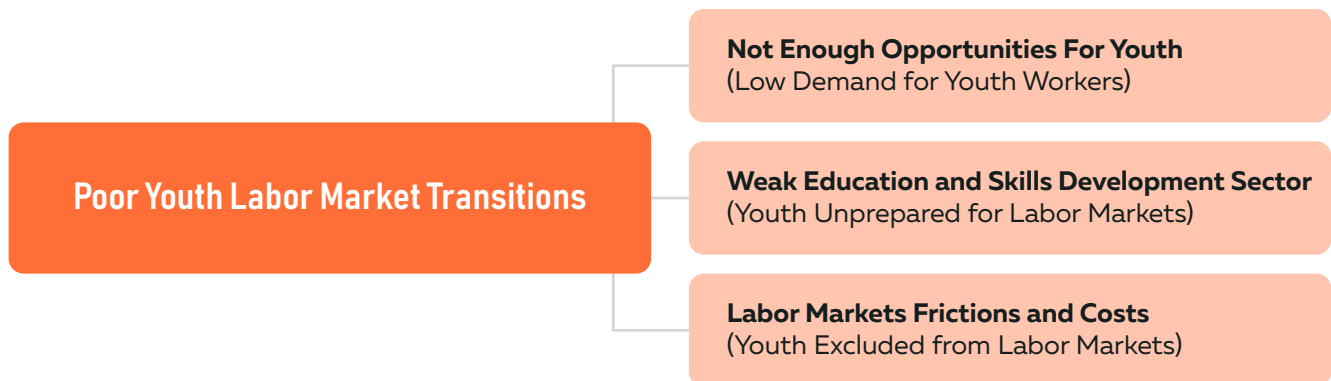 Not Enough Opportunities For Youth
(Low Demand for Youth Workers)
Poor Youth Labor Market Transitions
Weak Education and Skills Development Sector
(Youth Unprepared for Labor Markets)
Labor Markets Frictions and Costs
(Youth Excluded from Labor Markets)